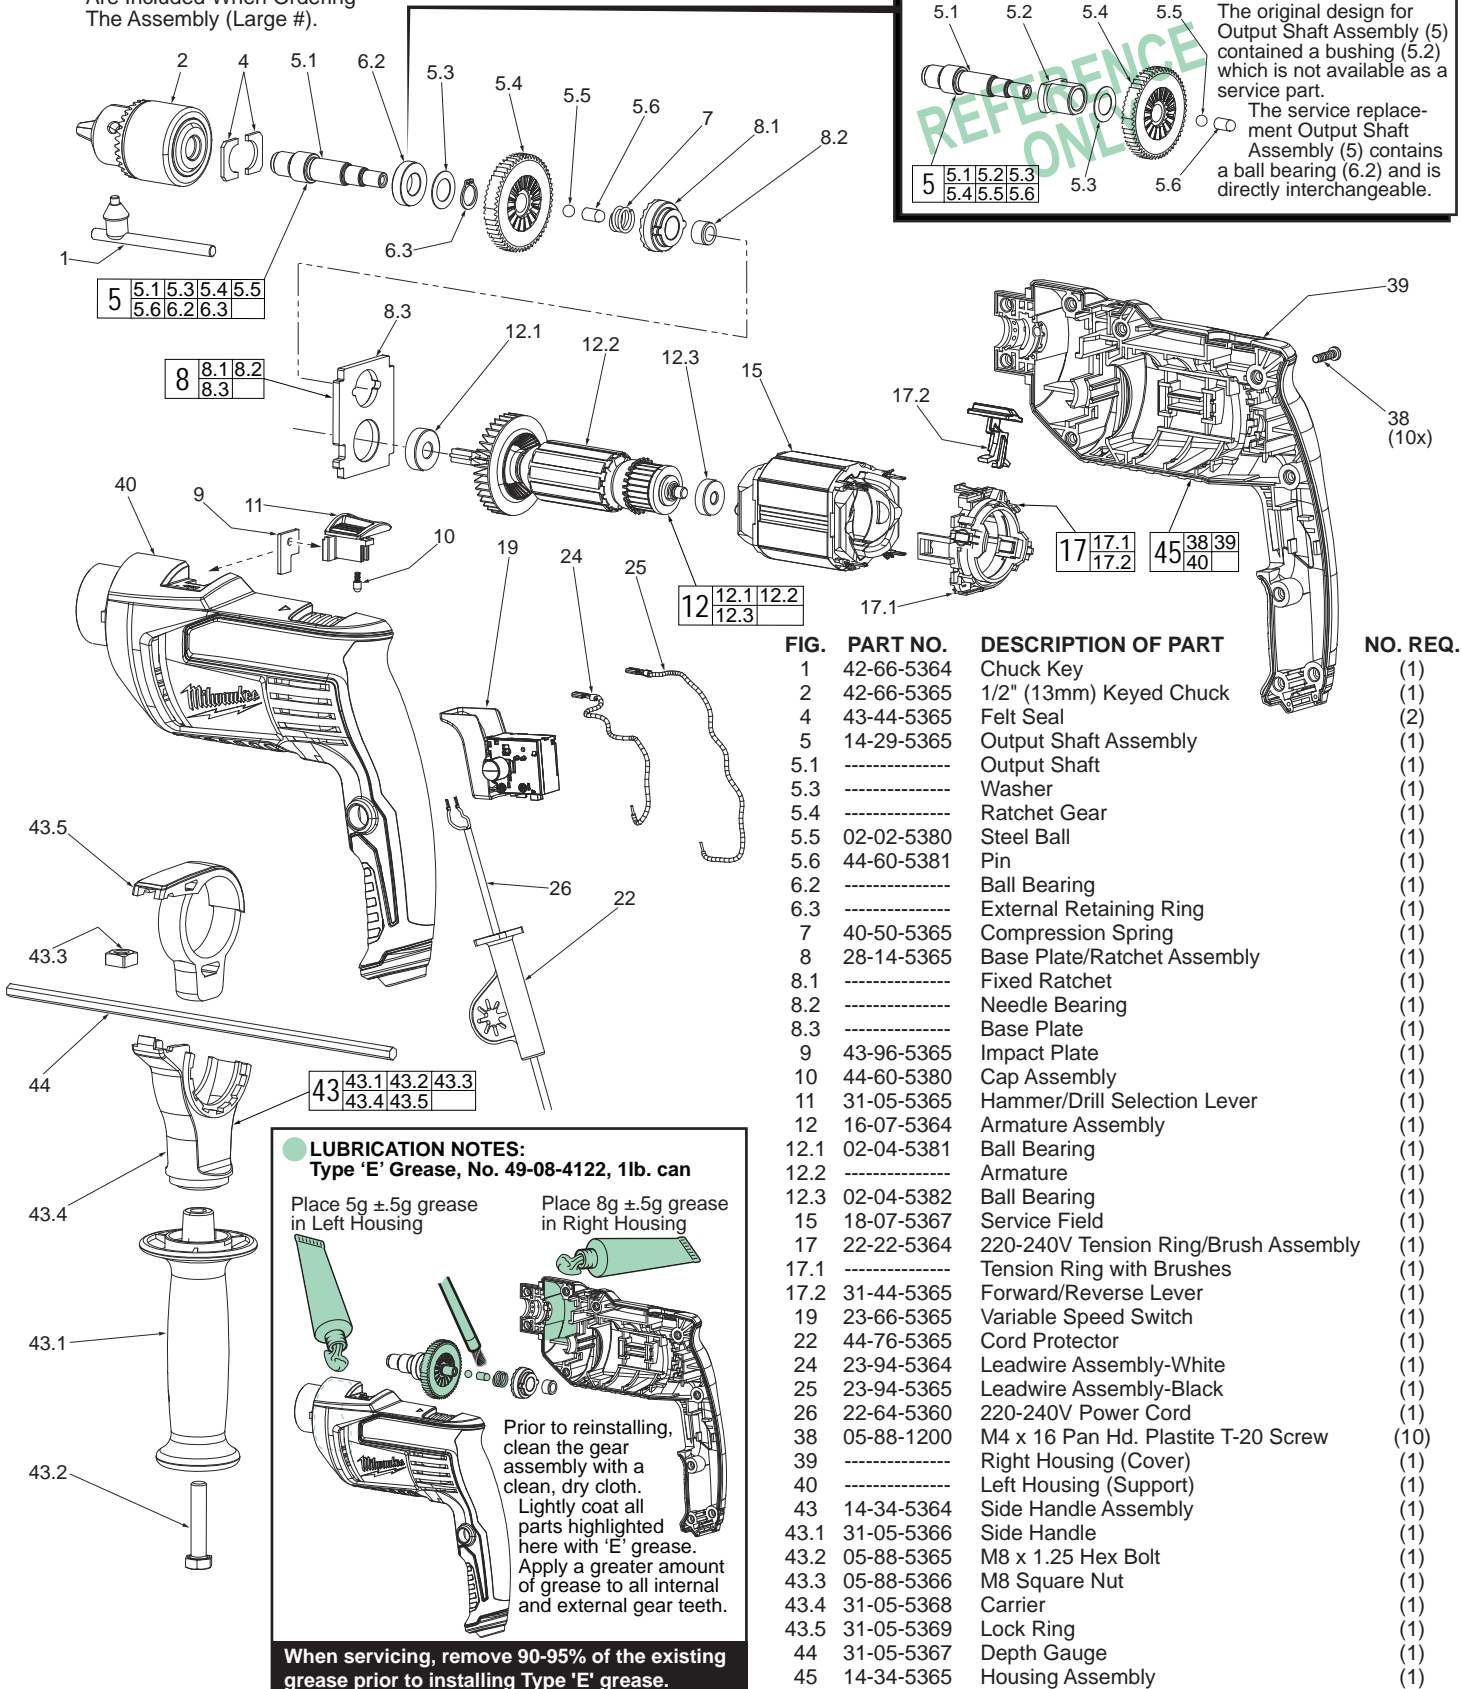 Are Included When Ordering
The Assembly (Large #).
5.1 5.2 5.4 5.5
The original design for
Output Shaft Assembly (5)
contained a bushing (5.2)
which is not available as a
service part.
The service replace-
ment Output Shaft
Assembly (5) contains
a ball bearing (6.2) and is
directly interchangeable.
REFERENCE
ONLY
5 5.1 5.2 5.3
5.4 5.5 5.6
5.3
5.6
2
4
5.1
6.2
5.3
5.4
5.5
5.6
7
8.1
8.2
6.3
1
5 5.1 5.3 5.4 5.5
5.6 6.2 6.3
8.3
8 8.1 8.2
8.3
12.1
12.2
12.3
15
17.2
39
38
(10x)
40
9
11
10
19
24
25
12 12.1 12.2
12.3
17.1
17 17.1
17.2
45 38 39
40
Milwaukee
43.5
43.3
26
22
44
43 43.1 43.2 43.3
43.4 43.5
43.4
43.1
43.2
LUBRICATION NOTES:
Type ‘E’ Grease, No. 49-08-4122, 1lb. can
Place 5g ±.5g grease
in Left Housing
Place 8g ±.5g grease
in Right Housing
Milwaukee
Prior to reinstalling,
clean the gear
assembly with a
clean, dry cloth.
Lightly coat all
parts highlighted
here with ‘E’ grease.
Apply a greater amount
of grease to all internal
and external gear teeth.
When servicing, remove 90-95% of the existing
grease prior to installing Type 'E' grease.
FIG. PART NO. DESCRIPTION OF PART NO. REQ.
1 42-66-5364 Chuck Key (1)
2 42-66-5365 1/2" (13mm) Keyed Chuck (1)
4 43-44-5365 Felt Seal (2)
5 14-29-5365 Output Shaft Assembly (1)
5.1 --------------- Output Shaft (1)
5.3 --------------- Washer (1)
5.4 --------------- Ratchet Gear (1)
5.5 02-02-5380 Steel Ball (1)
5.6 44-60-5381 Pin (1)
6.2 --------------- Ball Bearing (1)
6.3 --------------- External Retaining Ring (1)
7 40-50-5365 Compression Spring (1)
8 28-14-5365 Base Plate/Ratchet Assembly (1)
8.1 --------------- Fixed Ratchet (1)
8.2 --------------- Needle Bearing (1)
8.3 --------------- Base Plate (1)
9 43-96-5365 Impact Plate (1)
10 44-60-5380 Cap Assembly (1)
11 31-05-5365 Hammer/Drill Selection Lever (1)
12 16-07-5364 Armature Assembly (1)
12.1 02-04-5381 Ball Bearing (1)
12.2 --------------- Armature (1)
12.3 02-04-5382 Ball Bearing (1)
15 18-07-5367 Service Field (1)
17 22-22-5364 220-240V Tension Ring/Brush Assembly (1)
17.1 --------------- Tension Ring with Brushes (1)
17.2 31-44-5365 Forward/Reverse Lever (1)
19 23-66-5365 Variable Speed Switch (1)
22 44-76-5365 Cord Protector (1)
24 23-94-5364 Leadwire Assembly-White (1)
25 23-94-5365 Leadwire Assembly-Black (1)
26 22-64-5360 220-240V Power Cord (1)
38 05-88-1200 M4 x 16 Pan Hd. Plastite T-20 Screw (10)
39 --------------- Right Housing (Cover) (1)
40 --------------- Left Housing (Support) (1)
43 14-34-5364 Side Handle Assembly (1)
43.1 31-05-5366 Side Handle (1)
43.2 05-88-5365 M8 x 1.25 Hex Bolt (1)
43.3 05-88-5366 M8 Square Nut (1)
43.4 31-05-5368 Carrier (1)
43.5 31-05-5369 Lock Ring (1)
44 31-05-5367 Depth Gauge (1)
45 14-34-5365 Housing Assembly (1)